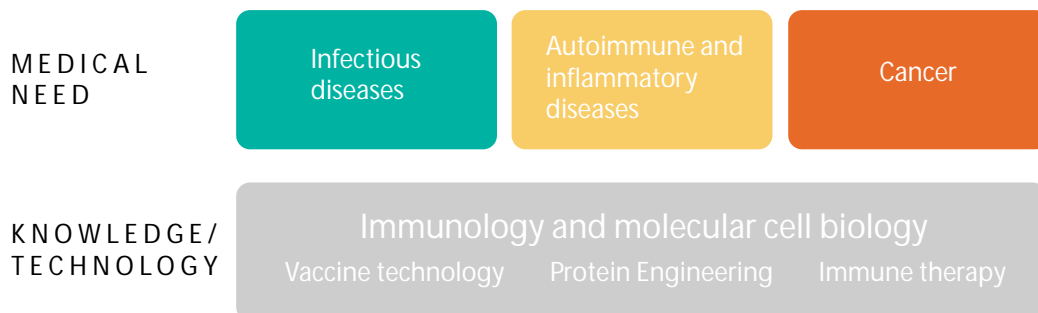 MEDICAL
NEED
Infectious
diseases
Autoimmune and
inflammatory
diseases
Cancer
KNOWLEDGE/
TECHNOLOGY
Immunology and molecular cell biology
Vaccine technology Protein Engineering Immune therapy